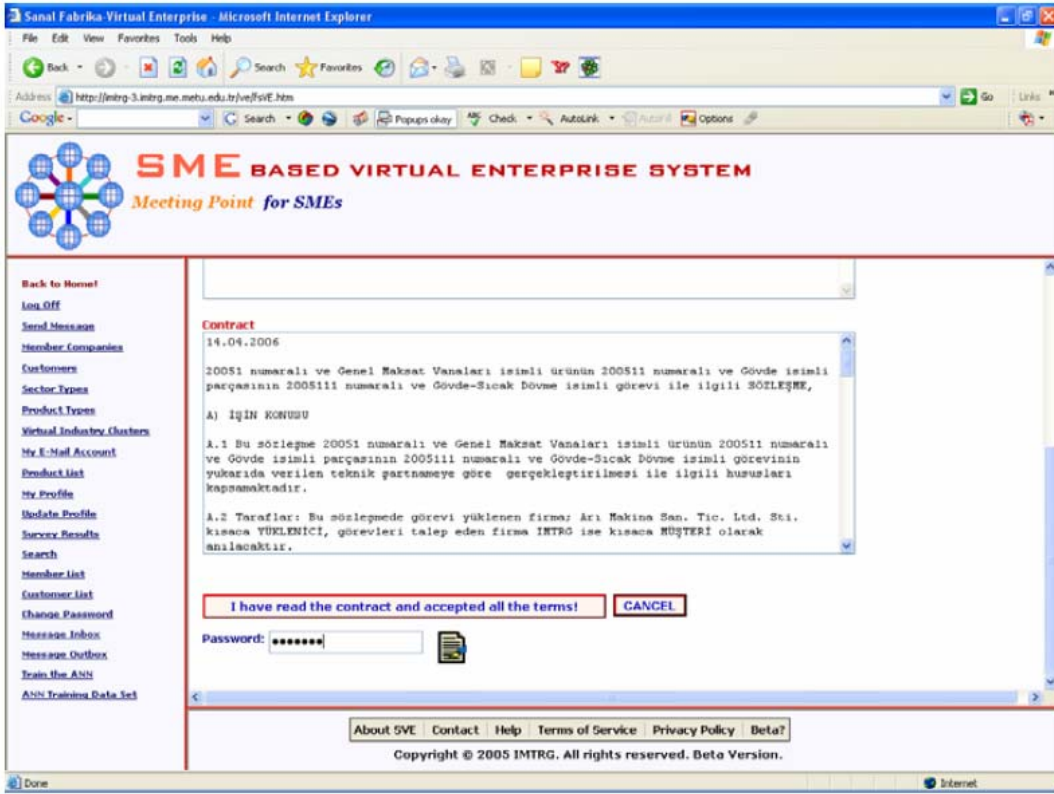 Sanal Fabrika-Virtual Enterprise - Microsoft Internet Explorer
File Edit View Favorites Tools Help
Back Search Favorites
Address http://imtrg-3.imtrg.me.metu.edu.tr/ve/fsVE.htm Go Links
Google Search Popups okay Check AutoLink Options
SME BASED VIRTUAL ENTERPRISE SYSTEM
Meeting Point for SMEs
Back to Home!
Log Off
Send Message
Member Companies
Customers
Sector Types
Product Types
Virtual Industry Clusters
My E-Mail Account
Product List
My Profile
Update Profile
Survey Results
Search
Member List
Customer List
Change Password
Message Inbox
Message Outbox
Train the ANN
ANN Training Data Set
Contract
14.04.2006
20051 numaralı ve Genel Maksat Vanaları isimli ürünün 200511 numaralı ve Gövde isimli
parçasının 2005111 numaralı ve Gövde-Sıcak Dövme isimli görevi ile ilgili SÖZLEŞME,
A) İŞİN KONUSU
A.1 Bu sözleşme 20051 numaralı ve Genel Maksat Vanaları isimli ürünün 200511 numaralı
ve Gövde isimli parçasının 2005111 numaralı ve Gövde-Sıcak Dövme isimli görevinin
yukarıda verilen teknik şartnameye göre gerçekleştirilmesi ile ilgili hususları
kapsamaktadır.
A.2 Taraflar: Bu sözleşmede görevi yüklenen firma; Arı Makina San. Tic. Ltd. Sti.
kısaca YÜKLENİCİ, görevleri talep eden firma IMTRG ise kısaca MÜŞTERİ olarak
anılacaktır.
I have read the contract and accepted all the terms! CANCEL
Password:
About SVE Contact Help Terms of Service Privacy Policy Beta?
Copyright © 2005 IMTRG. All rights reserved. Beta Version.
Done Internet